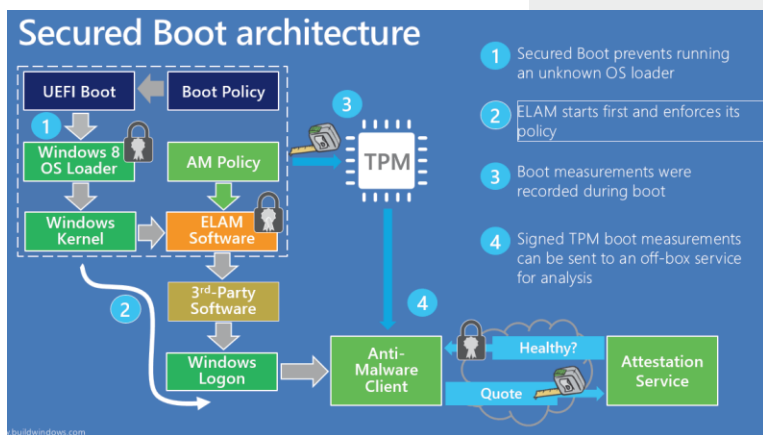 Secured Boot architecture
UEFI Boot
Boot Policy
1
Windows 8
OS Loader
AM Policy
Windows
Kernel
ELAM
Software
3rd-Party
Software
2
Windows
Logon
3
TPM
4
Anti-
Malware
Client
Healthy?
Quote
Attestation
Service
1
Secured Boot prevents running
an unknown OS loader
2
ELAM starts first and enforces its
policy
3
Boot measurements were
recorded during boot
4
Signed TPM boot measurements
can be sent to an off-box service
for analysis
.buildwindows.com